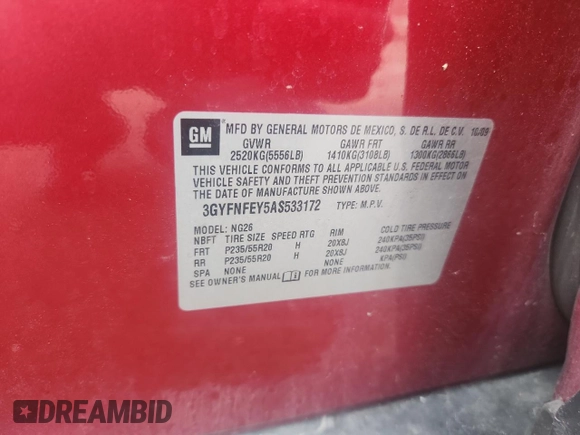 GM
MFD BY GENERAL MOTORS DE MEXICO, S. DE R.L. DE C.V. 10/09
GVWR GAWR FRT GAWR RR
2520KG(5556LB) 1410KG(3108LB) 1300KG(2866LB)
THIS VEHICLE CONFORMS TO ALL APPLICABLE U.S. FEDERAL MOTOR
VEHICLE SAFETY AND THEFT PREVENTION STANDARDS IN EFFECT ON
THE DATE OF MANUFACTURE SHOWN ABOVE.
3GYFNFEY5AS533172 TYPE: M.P.V.
MODEL: NG26
NBFT TIRE SIZE SPEED RTG RIM COLD TIRE PRESSURE
FRT P235/55R20 H 20X8J 240KPA(35PSI)
RR P235/55R20 H 20X8J 240KPA(35PSI)
SPA NONE NONE KPA(PSI)
SEE OWNER'S MANUAL FOR MORE INFORMATION.
DREAMBID